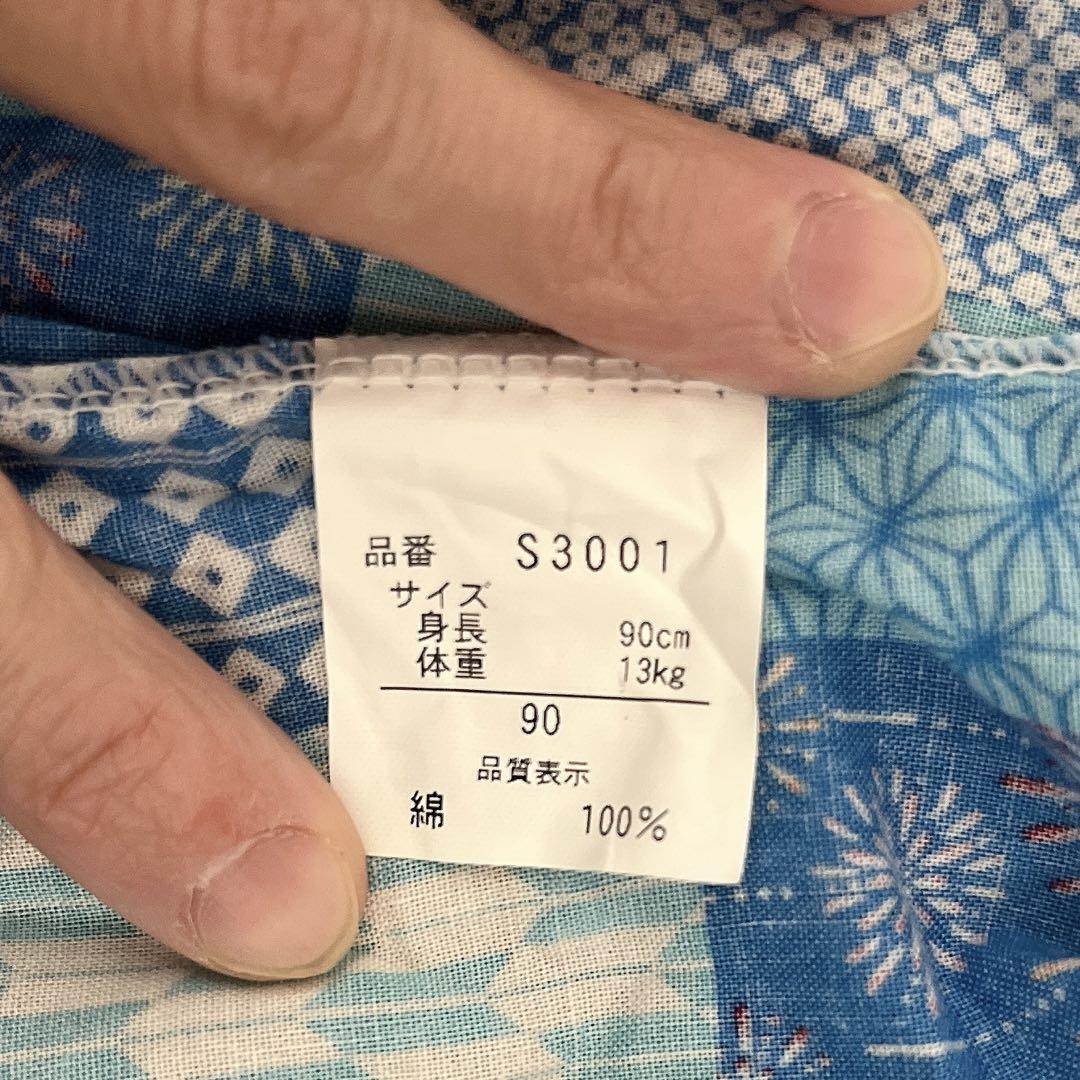 品番 S3001
サイズ
身長 90cm
体重 13kg
90
品質表示
綿 100%